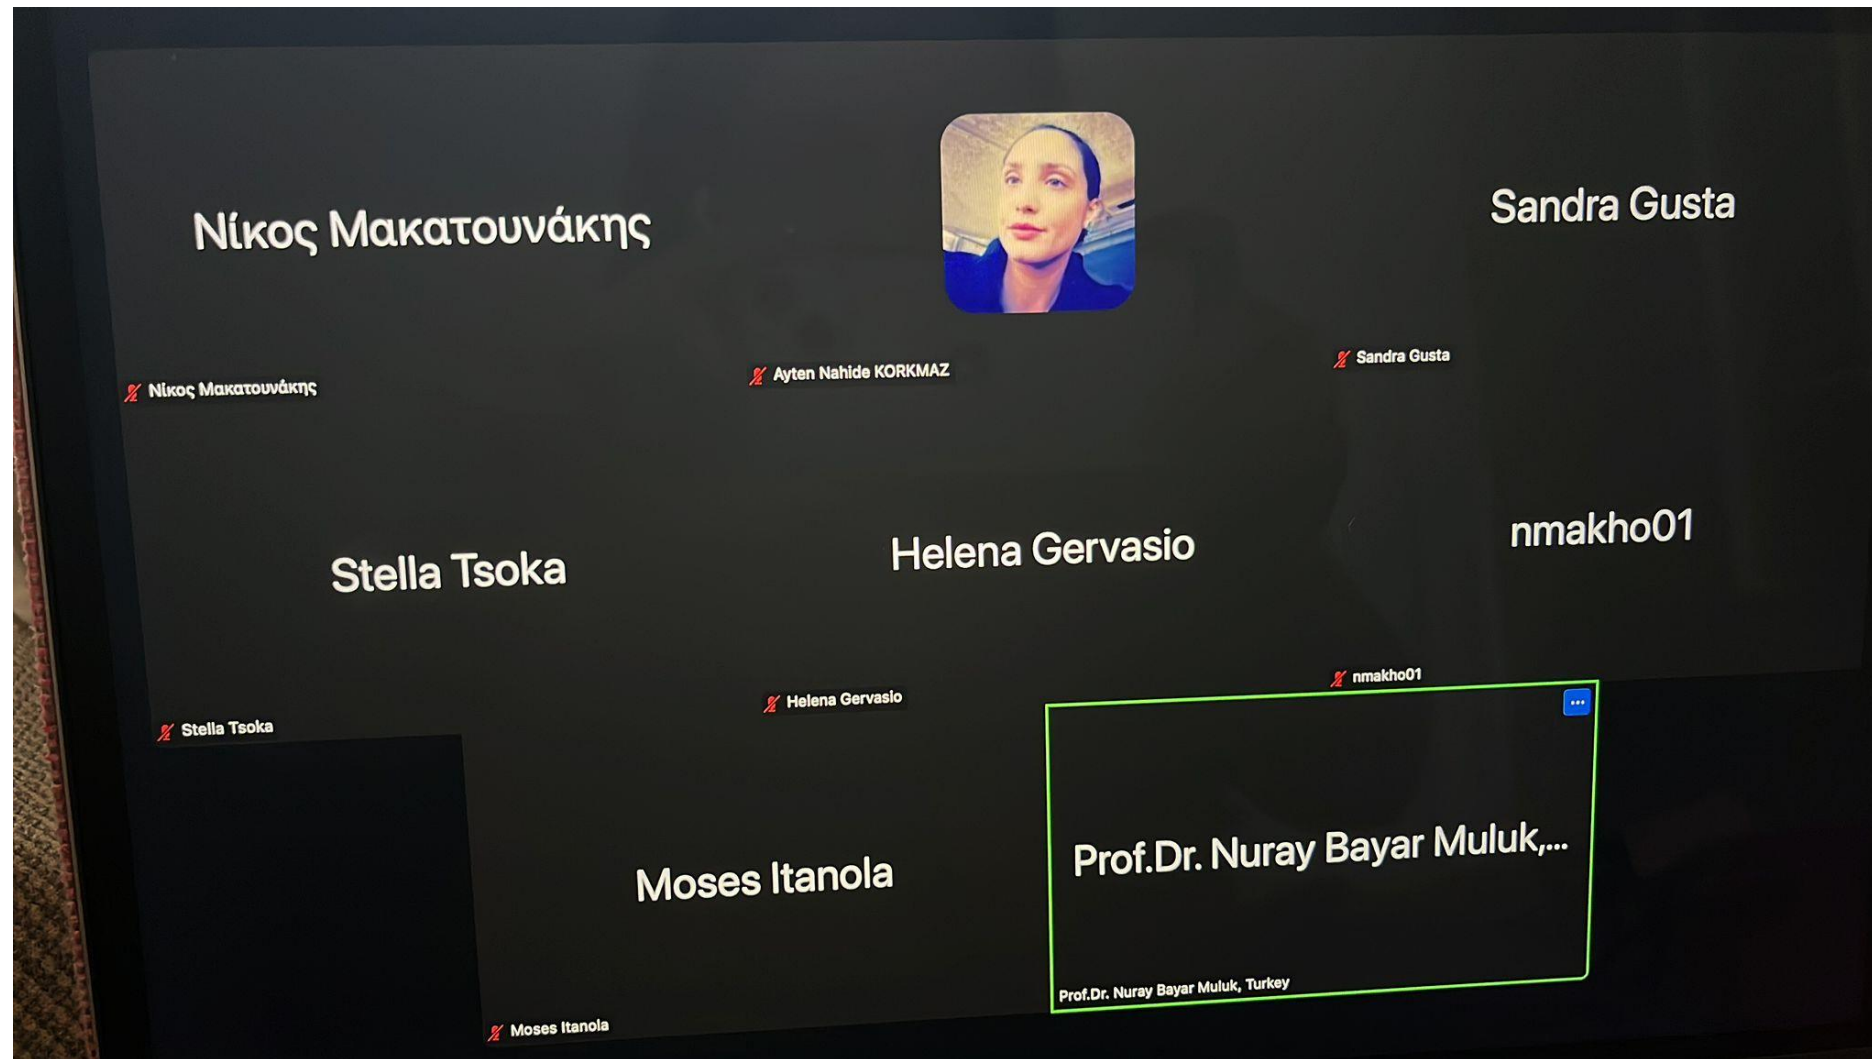 Νίκος Μακατουνάκης
Sandra Gusta
Νίκος Μακατουνάκης
Ayten Nahide KORKMAZ
Sandra Gusta
Stella Tsoka
Helena Gervasio
nmakho01
Stella Tsoka
Helena Gervasio
nmakho01
Moses Itanola
Prof.Dr. Nuray Bayar Muluk,...
Moses Itanola
Prof.Dr. Nuray Bayar Muluk, Turkey